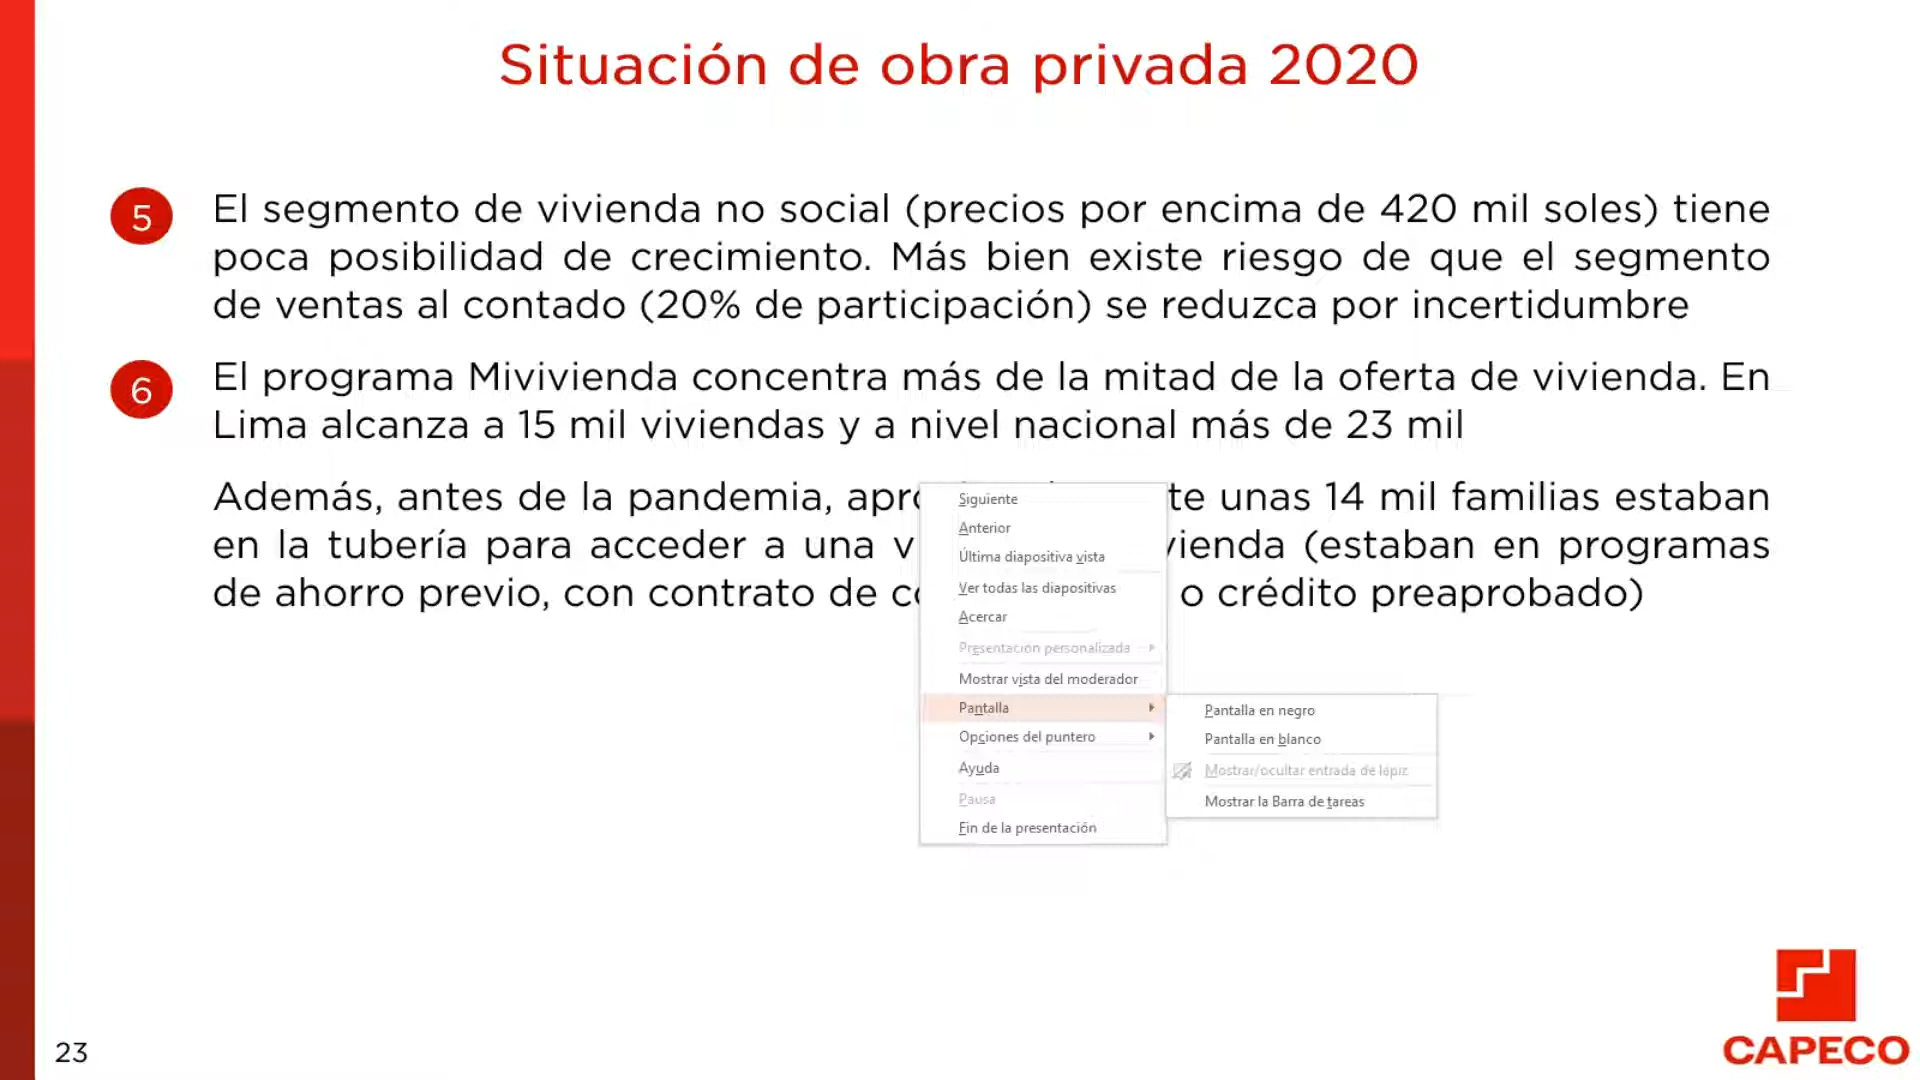 Situación de obra privada 2020
5
El segmento de vivienda no social (precios por encima de 420 mil soles) tiene
poca posibilidad de crecimiento. Más bien existe riesgo de que el segmento
de ventas al contado (20% de participación) se reduzca por incertidumbre
6
El programa Mivivienda concentra más de la mitad de la oferta de vivienda. En
Lima alcanza a 15 mil viviendas y a nivel nacional más de 23 mil
Además, antes de la pandemia, unas 14 mil familias estaban
en la tubería para acceder a una (estaban en programas
de ahorro previo, con contrato de o crédito preaprobado)
Siguiente
Anterior
Última diapositiva vista
Ver todas las diapositivas
Acercar
Presentación personalizada
Mostrar vista del moderador
Pantalla
Opciones del puntero
Ayuda
Pausa
Fin de la presentación
Pantalla en negro
Pantalla en blanco
Mostrar/ocultar entrada de lápiz
Mostrar la Barra de tareas
CAPECO
23